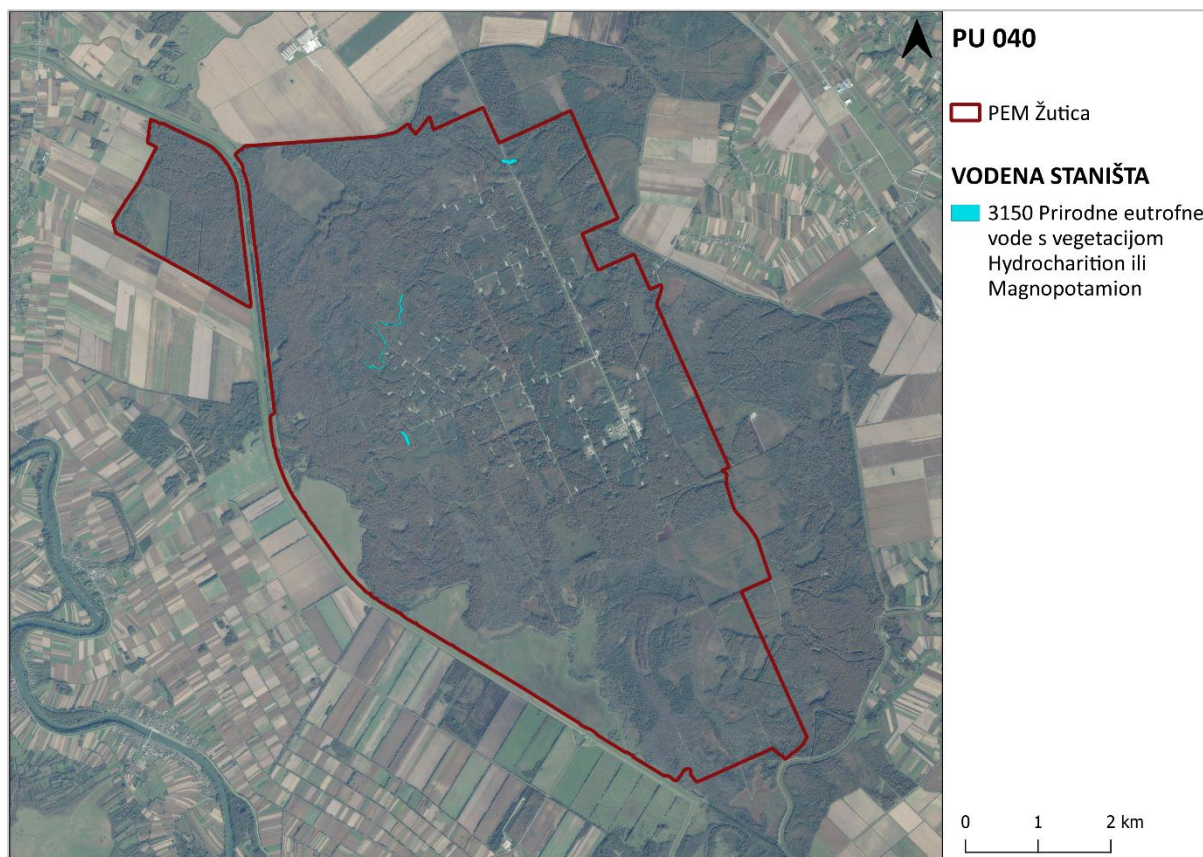 PU 040
PEM Žutica
VODENA STANIŠTA
3150 Prirodne eutrofne
vode s vegetacijom
Hydrocharition ili
Magnopotamion
0 1 2 km